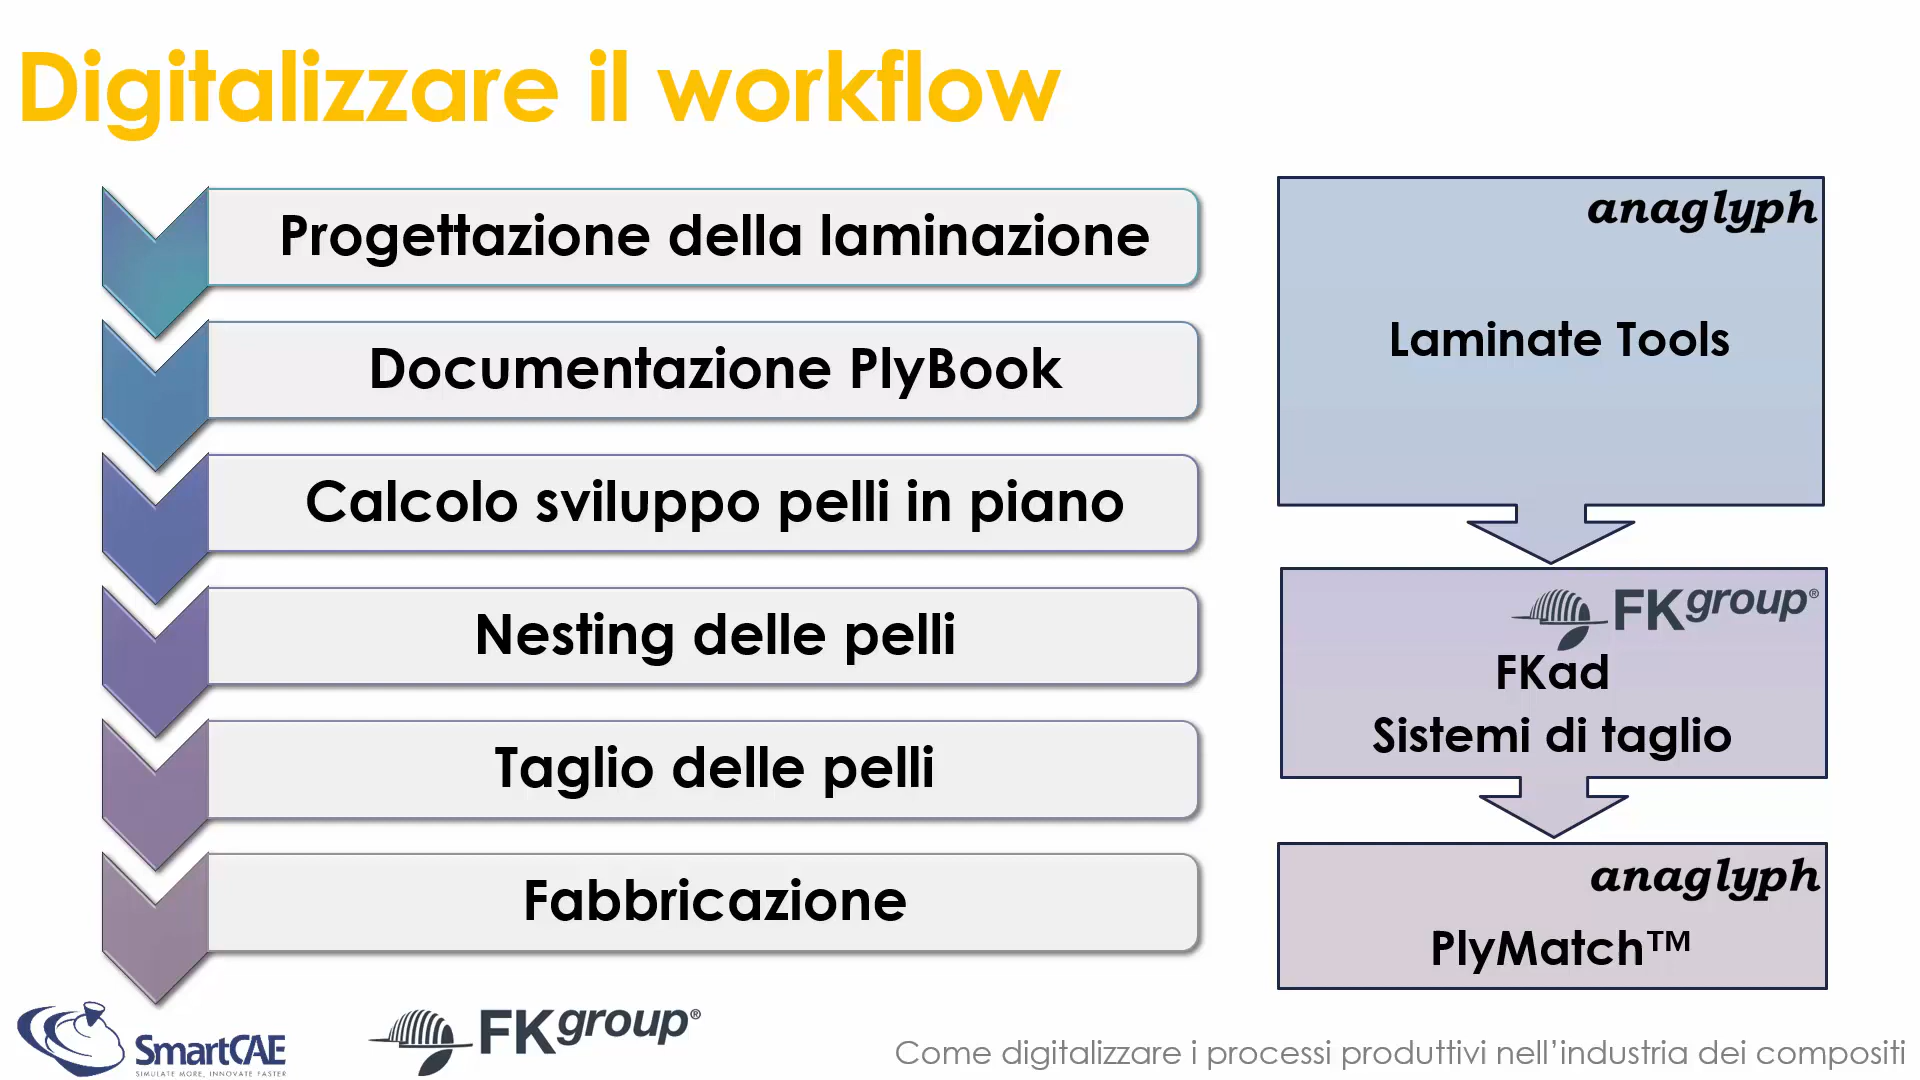 Digitalizzare il workflow
Progettazione della laminazione
Documentazione PlyBook
Calcolo sviluppo pelli in piano
Nesting delle pelli
Taglio delle pelli
Fabbricazione
anaglyph
Laminate Tools
FKgroup®
FKad
Sistemi di taglio
anaglyph
PlyMatch™
SmartCAE
SIMULATE MORE, INNOVATE FASTER
FKgroup®
Come digitalizzare i processi produttivi nell'industria dei compositi